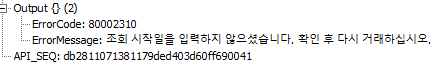 Output {} (2)
ErrorCode: 80002310
ErrorMessage: 조회 시작일을 입력하지 않으셨습니다. 확인 후 다시 거래하십시오.
API_SEQ: db2811071381179ded403d60ff690041